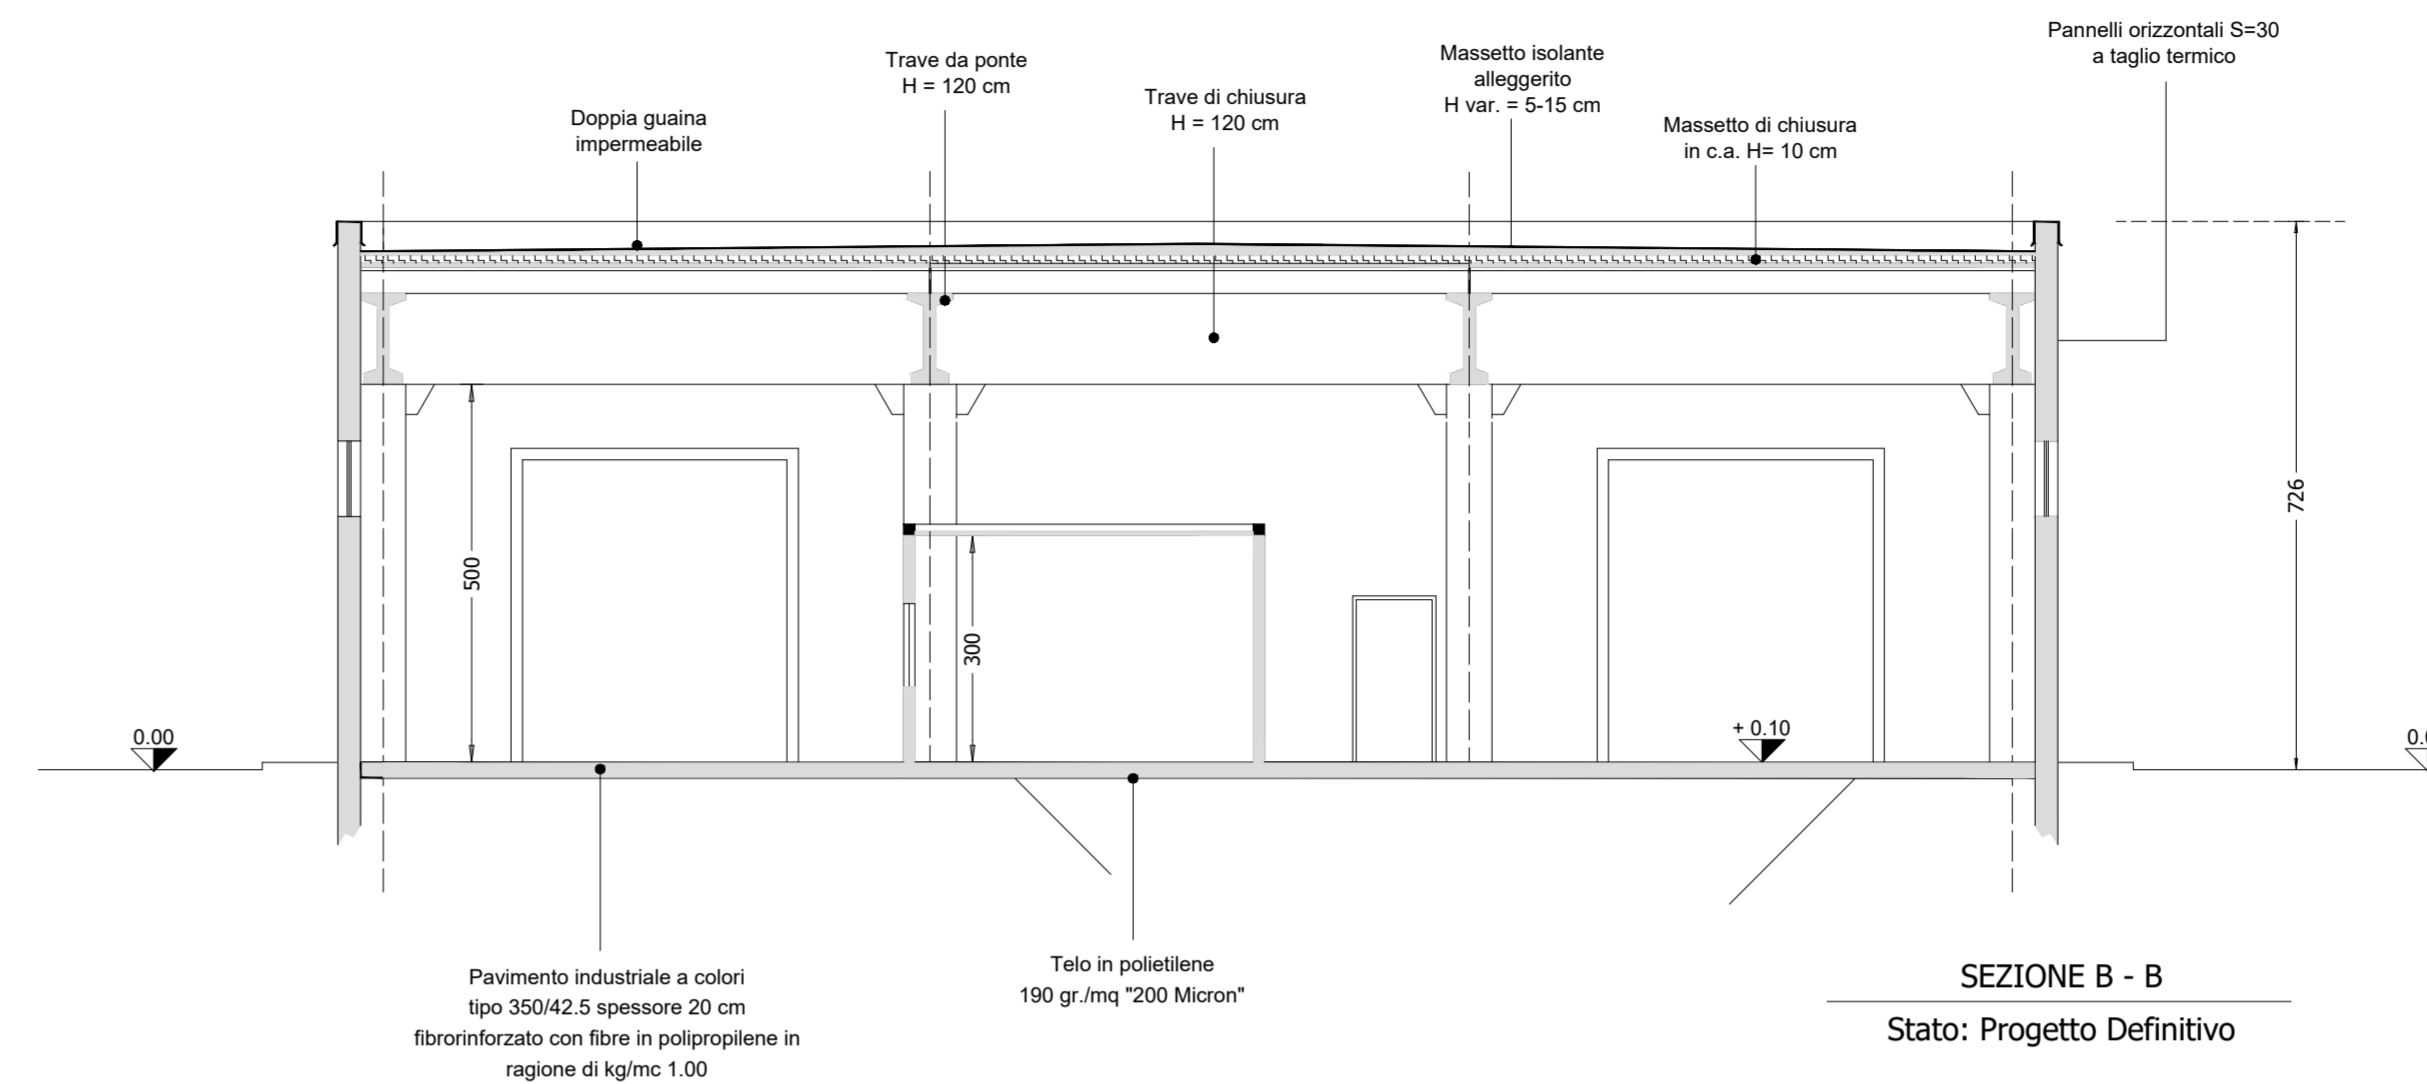 Pannelli orizzontali S=30
a taglio termico
Trave da ponte
H = 120 cm
Massetto isolante
alleggerito
H var. = 5-15 cm
Trave di chiusura
H = 120 cm
Doppia guaina
impermeabile
Massetto di chiusura
in c.a. H= 10 cm
726
500
300
0.00
+ 0.10
Pavimento industriale a colori
tipo 350/42.5 spessore 20 cm
fibrorinforzato con fibre in polipropilene in
ragione di kg/mc 1.00
Telo in polietilene
190 gr./mq "200 Micron"
SEZIONE B - B
Stato: Progetto Definitivo